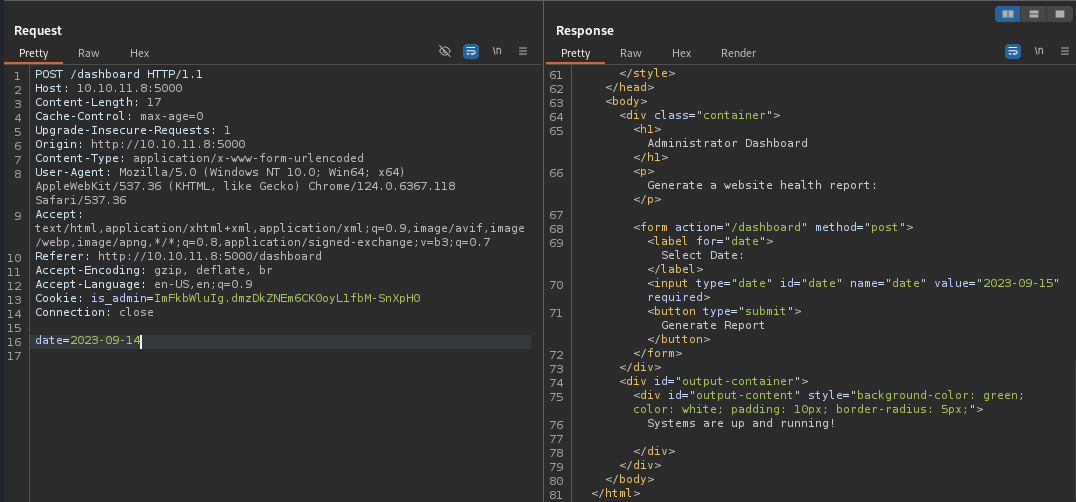 Request
Pretty Raw Hex
\n
1 POST /dashboard HTTP/1.1
2 Host: 10.10.11.8:5000
3 Content-Length: 17
4 Cache-Control: max-age=0
5 Upgrade-Insecure-Requests: 1
6 Origin: http://10.10.11.8:5000
7 Content-Type: application/x-www-form-urlencoded
8 User-Agent: Mozilla/5.0 (Windows NT 10.0; Win64; x64)
AppleWebKit/537.36 (KHTML, like Gecko) Chrome/124.0.6367.118
Safari/537.36
9 Accept:
text/html,application/xhtml+xml,application/xml;q=0.9,image/avif,image
/webp,image/apng,*/*;q=0.8,application/signed-exchange;v=b3;q=0.7
10 Referer: http://10.10.11.8:5000/dashboard
11 Accept-Encoding: gzip, deflate, br
12 Accept-Language: en-US,en;q=0.9
13 Cookie: is_admin=ImFkbWluIg.dmzDkZNEm6CK0oyL1fbM-SnXpH0
14 Connection: close
15
16 date=2023-09-14
17
Response
Pretty Raw Hex Render
\n
61 </style>
62 </head>
63 <body>
64 <div class="container">
65 <h1>
Administrator Dashboard
</h1>
66 <p>
Generate a website health report:
</p>
67
68 <form action="/dashboard" method="post">
69 <label for="date">
Select Date:
</label>
70 <input type="date" id="date" name="date" value="2023-09-15"
required>
71 <button type="submit">
Generate Report
</button>
72 </form>
73 </div>
74 <div id="output-container">
75 <div id="output-content" style="background-color: green;
color: white; padding: 10px; border-radius: 5px;">
76 Systems are up and running!
77
78 </div>
79 </div>
80 </body>
81 </html>